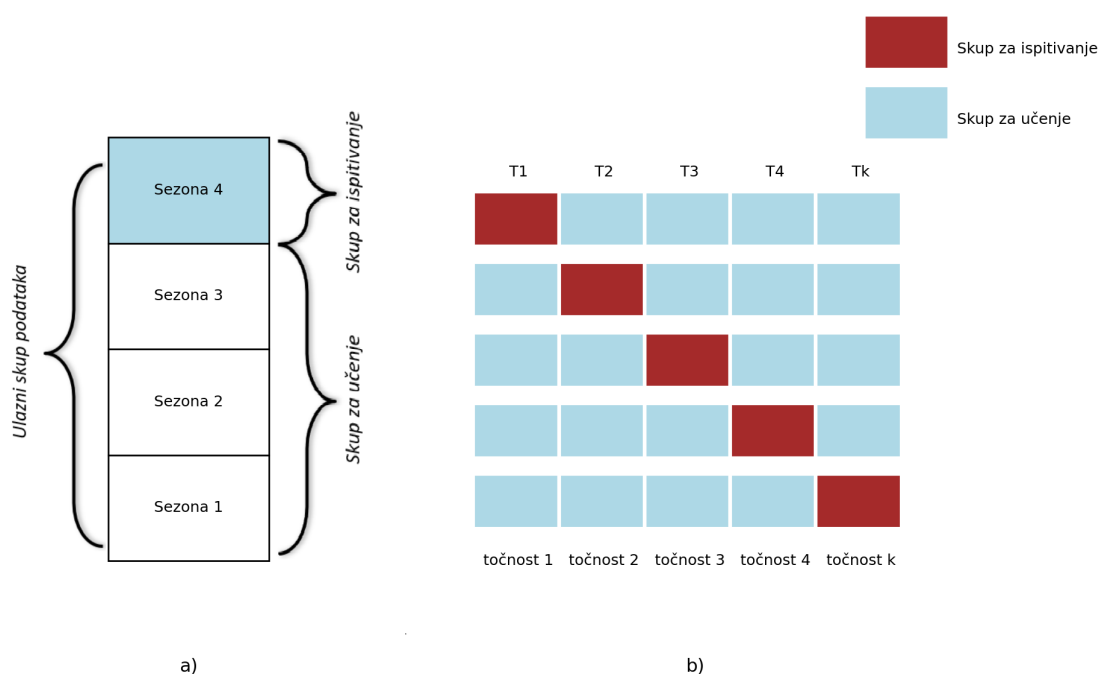 Skup za ispitivanje
Skup za učenje
Ulazni skup podataka
Sezona 4
Sezona 3
Sezona 2
Sezona 1
Skup za ispitivanje
Skup za učenje
T1 T2 T3 T4 Tk
točnost 1 točnost 2 točnost 3 točnost 4 točnost k
a) b)